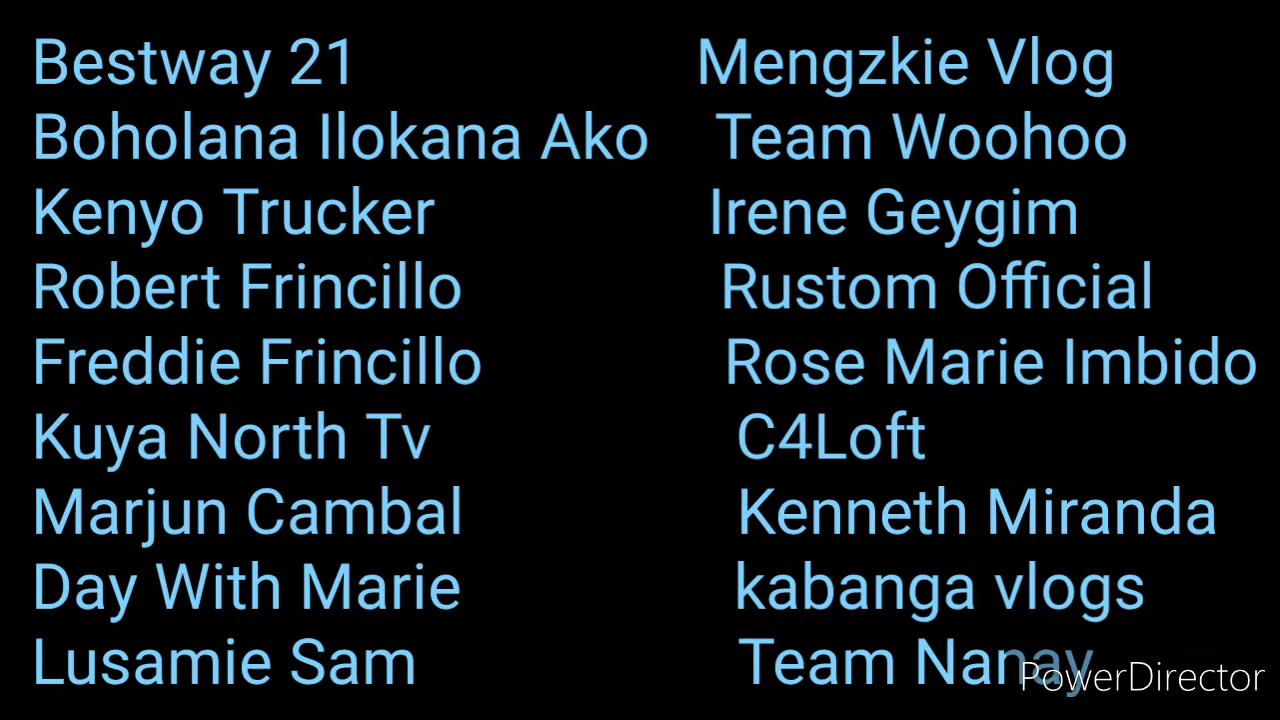 Bestway 21 Mengzkie Vlog
Boholana Ilokana Ako Team Woohoo
Kenyo Trucker Irene Geygim
Robert Frincillo Rustom Official
Freddie Frincillo Rose Marie Imbido
Kuya North Tv C4Loft
Marjun Cambal Kenneth Miranda
Day With Marie kabanga vlogs
Lusamie Sam Team Nanay
PowerDirector